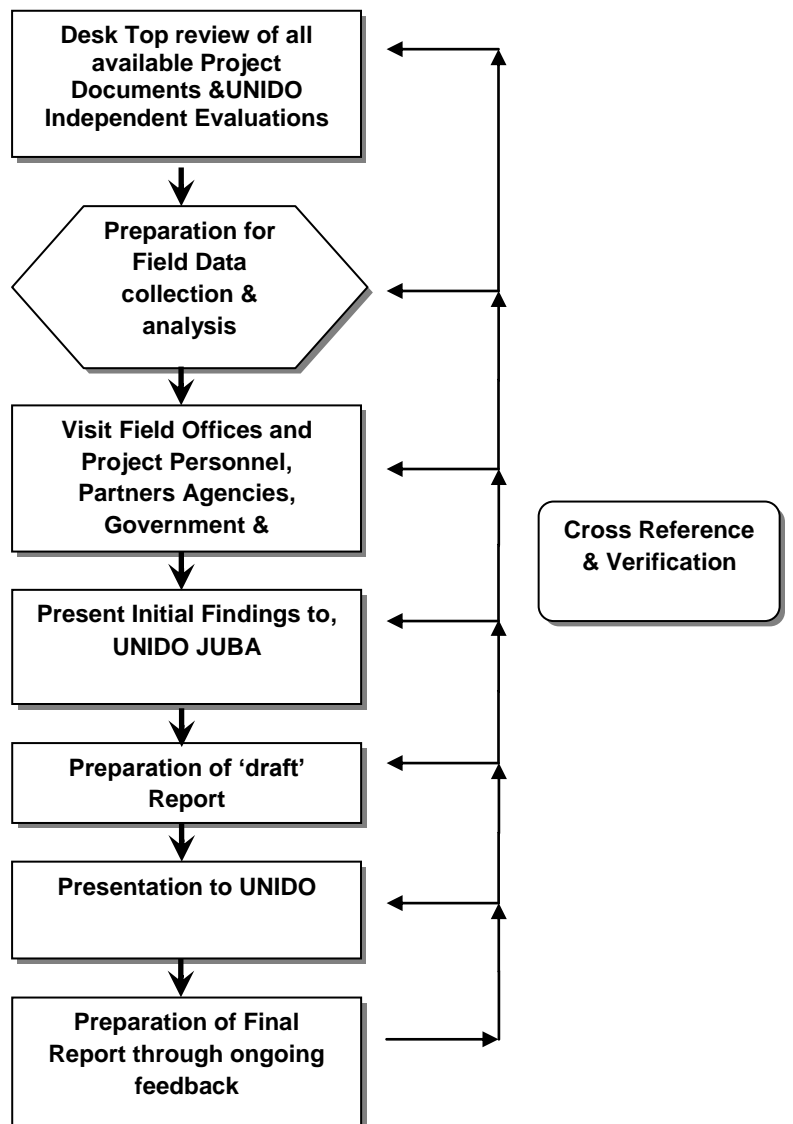 Desk Top review of all
available Project
Documents &UNIDO
Independent Evaluations
Preparation for
Field Data
collection &
analysis
Visit Field Offices and
Project Personnel,
Partners Agencies,
Government &
Cross Reference
& Verification
Present Initial Findings to,
UNIDO JUBA
Preparation of ‘draft’
Report
Presentation to UNIDO
Preparation of Final
Report through ongoing
feedback